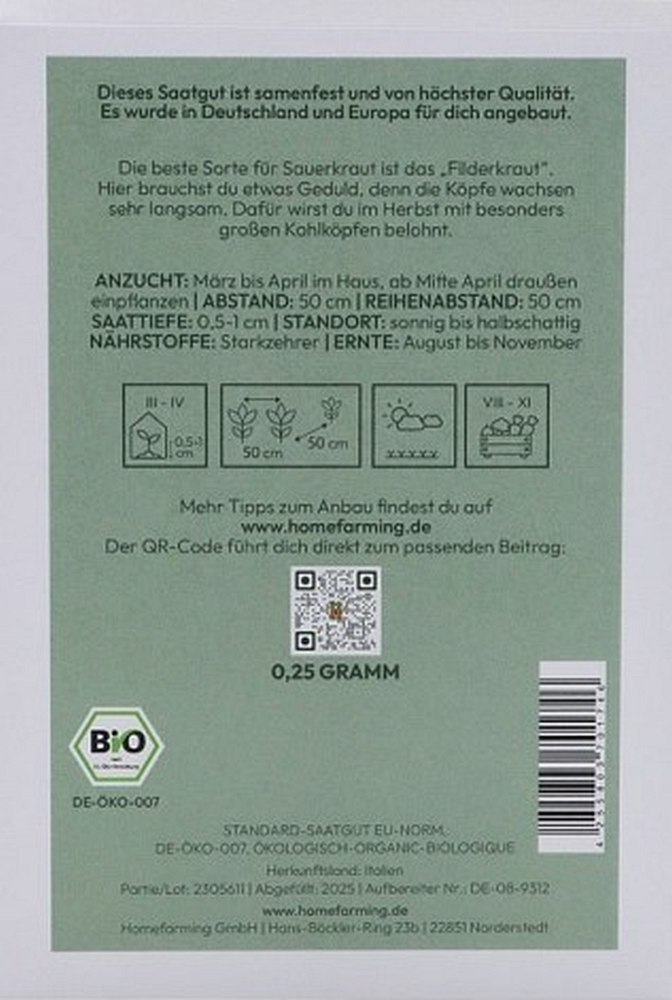 Dieses Saatgut ist samenfest und von höchster Qualität.
Es wurde in Deutschland und Europa für dich angebaut.
Die beste Sorte für Sauerkraut ist das „Filderkraut“.
Hier brauchst du etwas Geduld, denn die Köpfe wachsen
sehr langsam. Dafür wirst du im Herbst mit besonders
großen Kohlköpfen belohnt.
ANZUCHT: März bis April im Haus, ab Mitte April draußen
einpflanzen | ABSTAND: 50 cm | REIHENABSTAND: 50 cm
SAATTIEFE: 0,5-1 cm | STANDORT: sonnig bis halbschattig
NÄHRSTOFFE: Starkzehrer | ERNTE: August bis November
III - IV
0,5-1
cm
50 cm
50 cm
VIII - XI
Mehr Tipps zum Anbau findest du auf
www.homefarming.de
Der QR-Code führt dich direkt zum passenden Beitrag:
0,25 GRAMM
BiO
DE-ÖKO-007
STANDARD-SAATGUT EU-NORM.
DE-ÖKO-007, ÖKOLOGISCH-ORGANIC-BIOLOGIQUE
Herkunftsland: Italien
Partie/Lot: 2305611 | Abgefüllt: 2025 | Aufbereiter Nr.: DE-08-9312
www.homefarming.de
Homefarming GmbH | Hans-Böckler-Ring 23b | 22851 Norderstedt